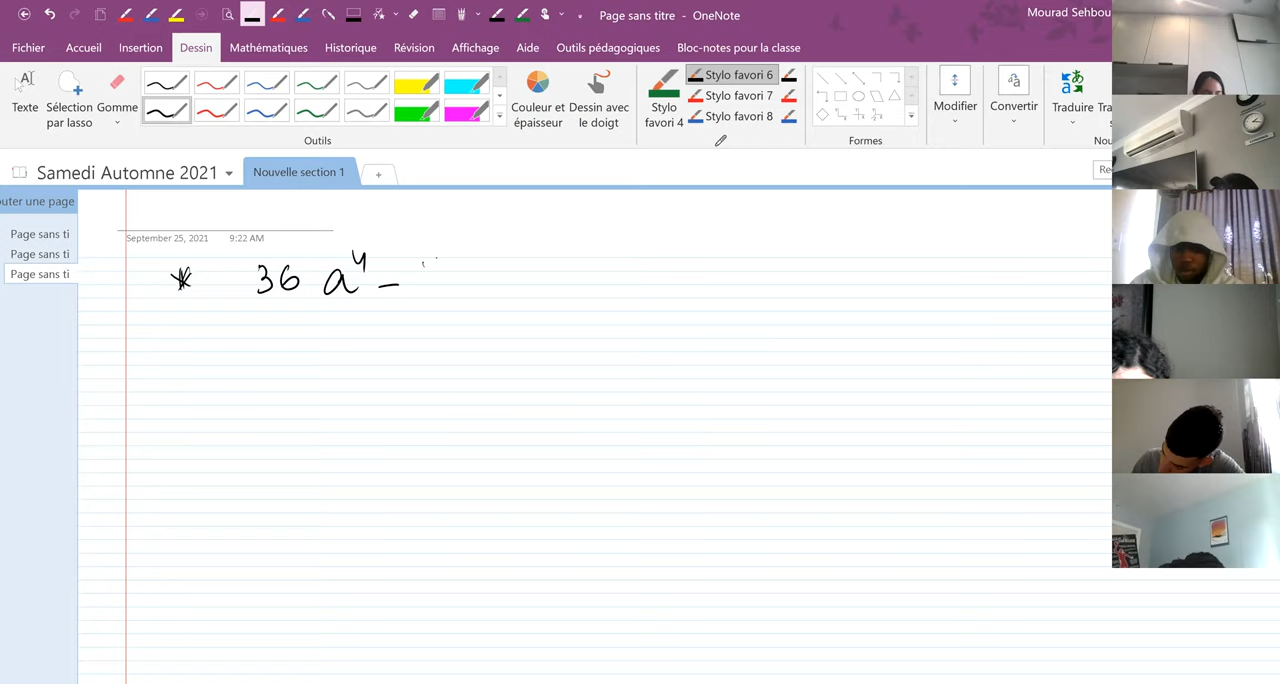 Page sans titre - OneNote
Mourad Sehbou
Fichier Accueil Insertion Dessin Mathématiques Historique Révision Affichage Aide Outils pédagogiques Bloc-notes pour la classe
Texte Sélection par lasso Gomme
Couleur et épaisseur Dessin avec le doigt
Stylo favori 4
Stylo favori 6
Stylo favori 7
Stylo favori 8
Modifier Convertir Traduire
Outils Formes
Samedi Automne 2021 Nouvelle section 1 +
outer une page
Page sans ti
Page sans ti
Page sans ti
September 25, 2021 9:22 AM
* 36 a⁴ –